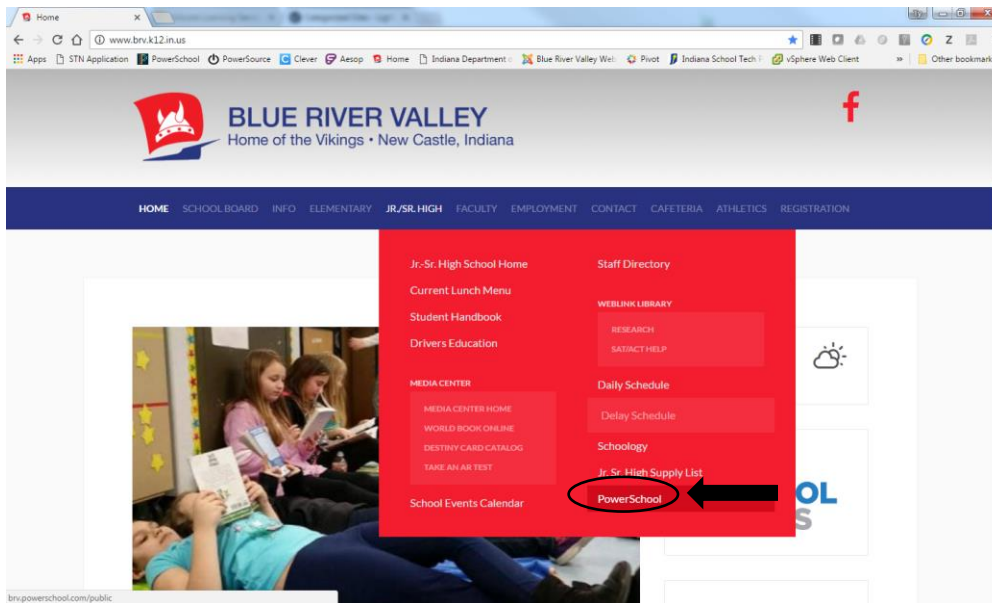 Home
www.brv.k12.in.us
Apps STN Application PowerSchool PowerSource Clever Aesop Home Indiana Department Blue River Valley Web Pivot Indiana School Tech vSphere Web Client » Other bookmark
BLUE RIVER VALLEY
Home of the Vikings • New Castle, Indiana
f
HOME SCHOOL BOARD INFO ELEMENTARY JR./SR. HIGH FACULTY EMPLOYMENT CONTACT CAFETERIA ATHLETICS REGISTRATION
Jr.-Sr. High School Home
Current Lunch Menu
Student Handbook
Drivers Education
MEDIA CENTER
MEDIA CENTER HOME
WORLD BOOK ONLINE
DESTINY CARD CATALOG
TAKE AN AR TEST
School Events Calendar
Staff Directory
WEBLINK LIBRARY
RESEARCH
SAT/ACT HELP
Daily Schedule
Delay Schedule
Schoology
Jr. Sr. High Supply List
PowerSchool
OL
S
brv.powerschool.com/public